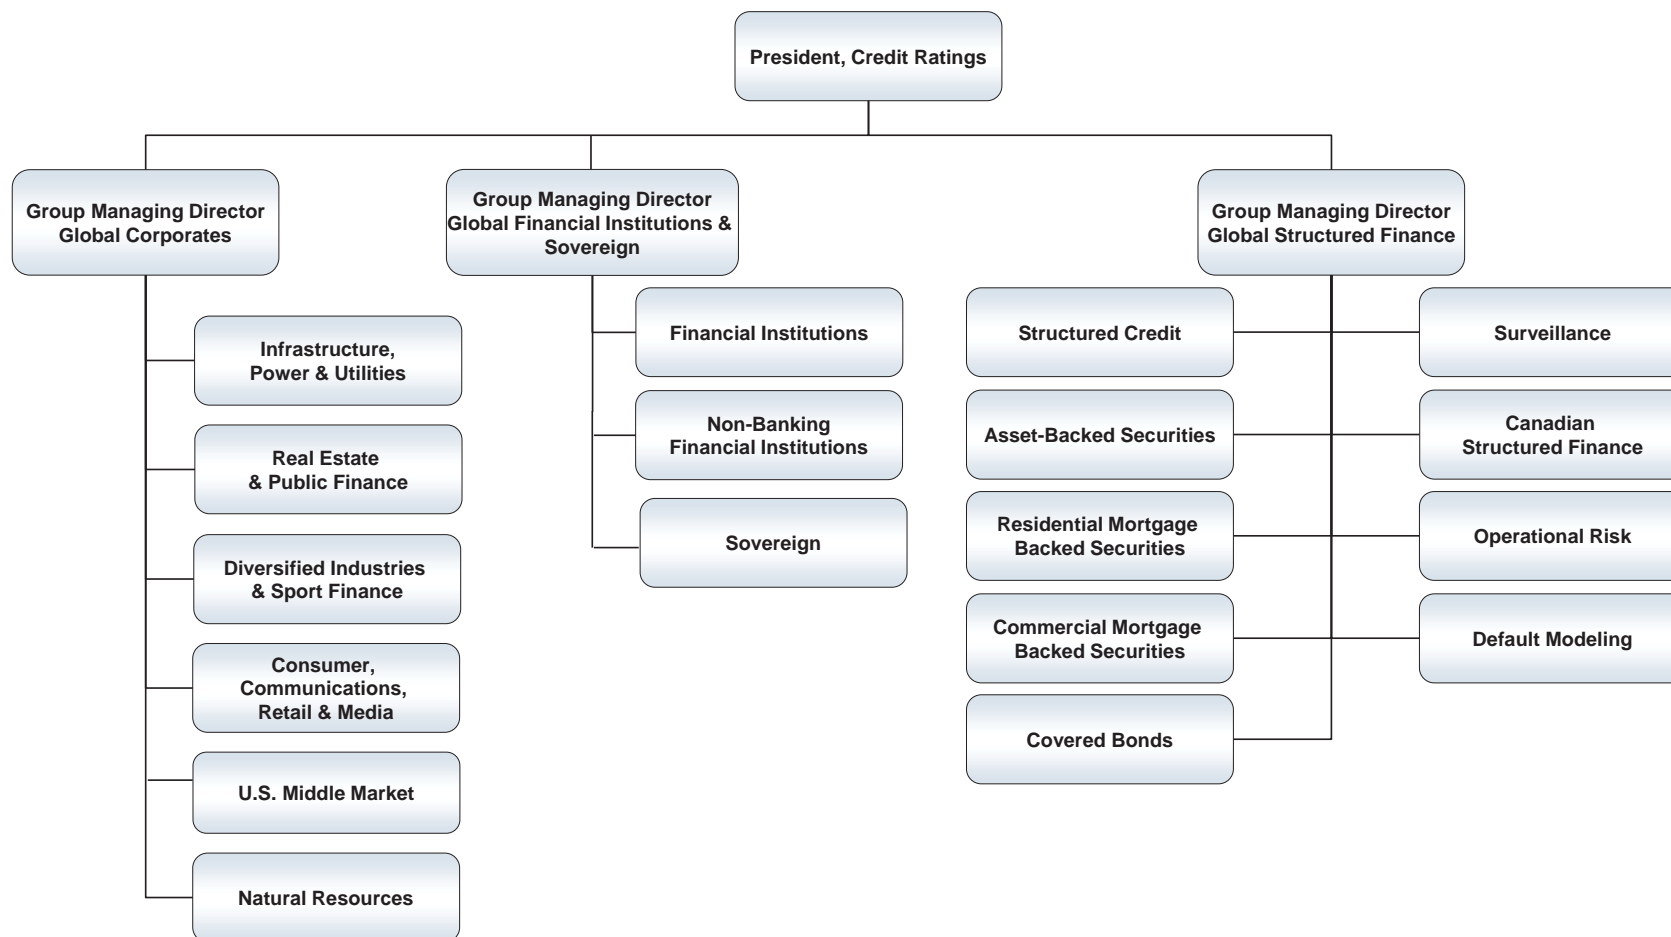 President, Credit Ratings
Group Managing Director
Global Corporates
Group Managing Director
Global Financial Institutions &
Sovereign
Group Managing Director
Global Structured Finance
Infrastructure,
Power & Utilities
Real Estate
& Public Finance
Diversified Industries
& Sport Finance
Consumer,
Communications,
Retail & Media
U.S. Middle Market
Natural Resources
Financial Institutions
Non-Banking
Financial Institutions
Sovereign
Structured Credit
Asset-Backed Securities
Residential Mortgage
Backed Securities
Commercial Mortgage
Backed Securities
Covered Bonds
Surveillance
Canadian
Structured Finance
Operational Risk
Default Modeling